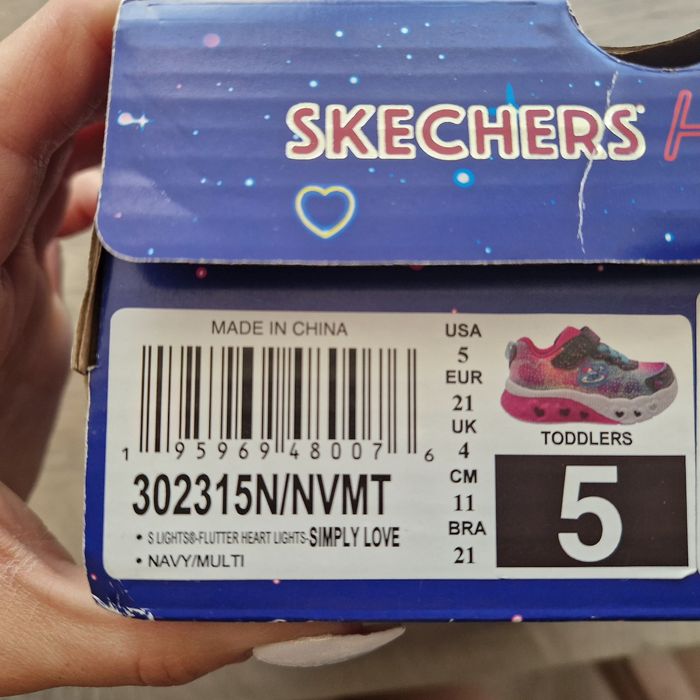 SKECHERS H
MADE IN CHINA
1 95969 48007 6
302315N/NVMT
• S LIGHTS®-FLUTTER HEART LIGHTS-SIMPLY LOVE
• NAVY/MULTI
USA
5
EUR
21
UK
4
CM
11
BRA
21
TODDLERS
5